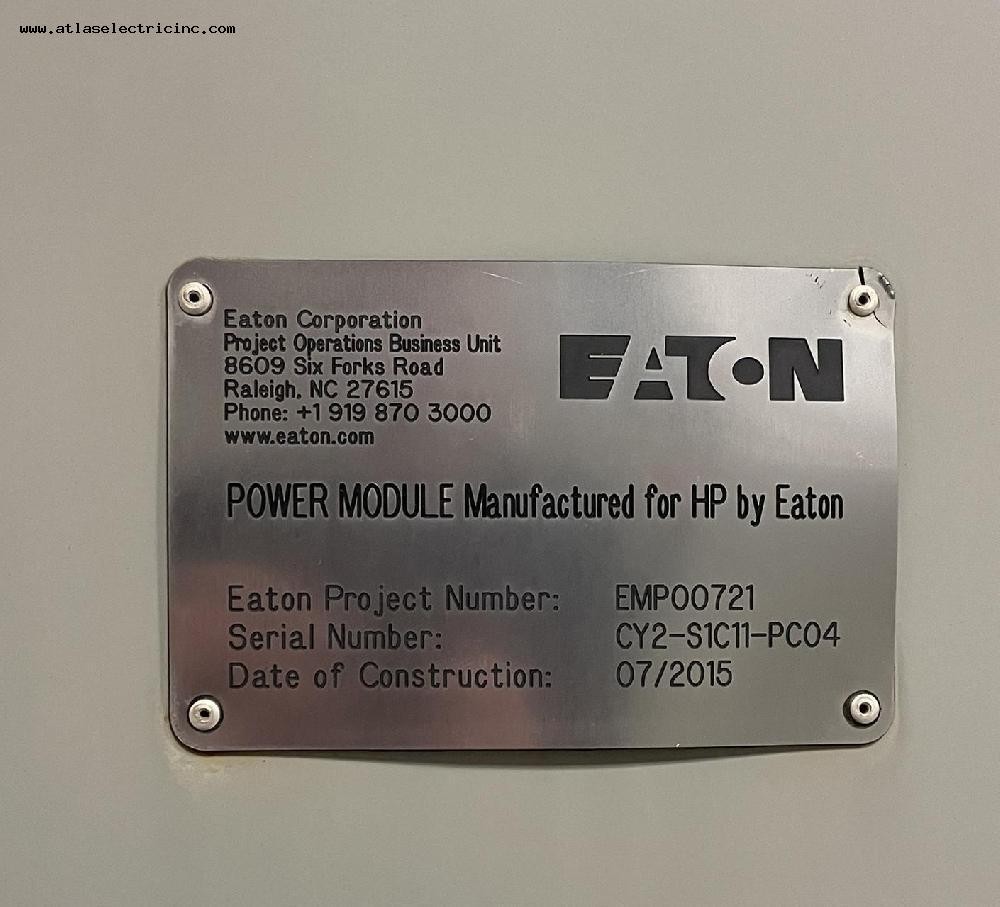 www.atlaselectricinc.com
Eaton Corporation
Project Operations Business Unit
8609 Six Forks Road
Raleigh, NC 27615
Phone: +1 919 870 3000
www.eaton.com
EATON
POWER MODULE Manufactured for HP by Eaton
Eaton Project Number: EMP00721
Serial Number: CY2-S1C11-PC04
Date of Construction: 07/2015